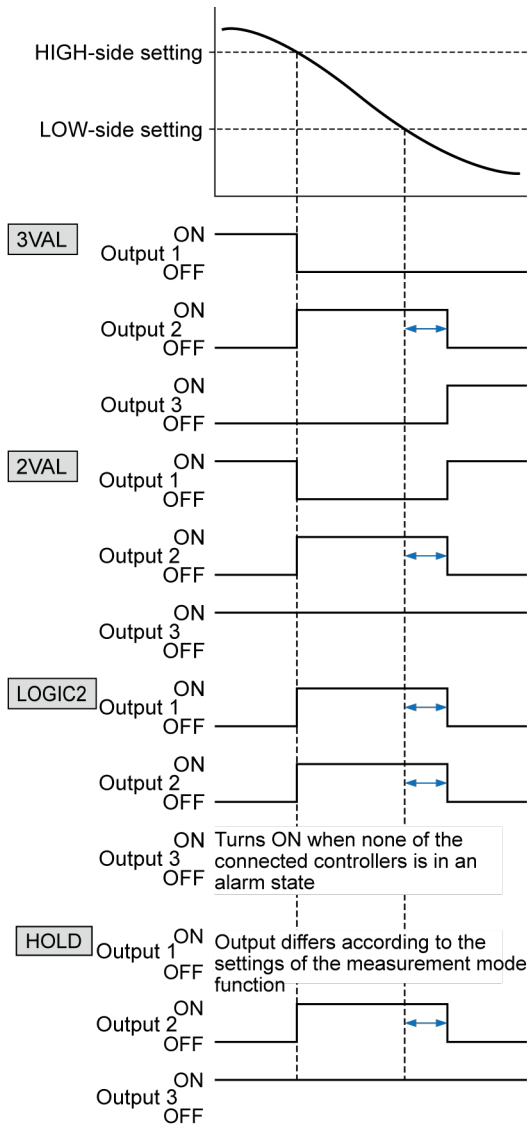 HIGH-side setting
LOW-side setting
3VAL
ON
Output 1
OFF
ON
Output 2
OFF
ON
Output 3
OFF
2VAL
ON
Output 1
OFF
ON
Output 2
OFF
ON
Output 3
OFF
LOGIC2
ON
Output 1
OFF
ON
Output 2
OFF
ON
Output 3
OFF
Turns ON when none of the
connected controllers is in an
alarm state
HOLD
ON
Output 1
OFF
Output differs according to the
settings of the measurement mode
function
ON
Output 2
OFF
ON
Output 3
OFF